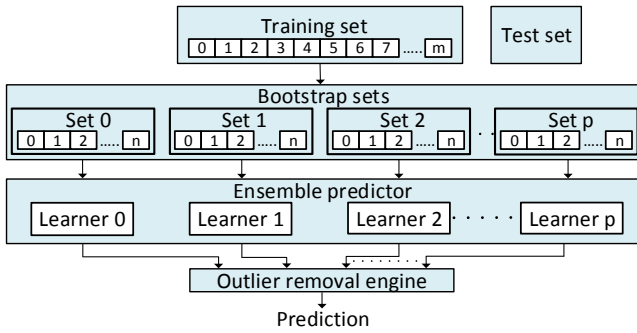 Training set
0 1 2 3 4 5 6 7 ..... m
Test set
Bootstrap sets
Set 0
0 1 2 ..... n
Set 1
0 1 2 ..... n
Set 2
0 1 2 ..... n
. .
Set p
0 1 2 ..... n
Ensemble predictor
Learner 0
Learner 1
Learner 2
. . . . . .
Learner p
Outlier removal engine
Prediction